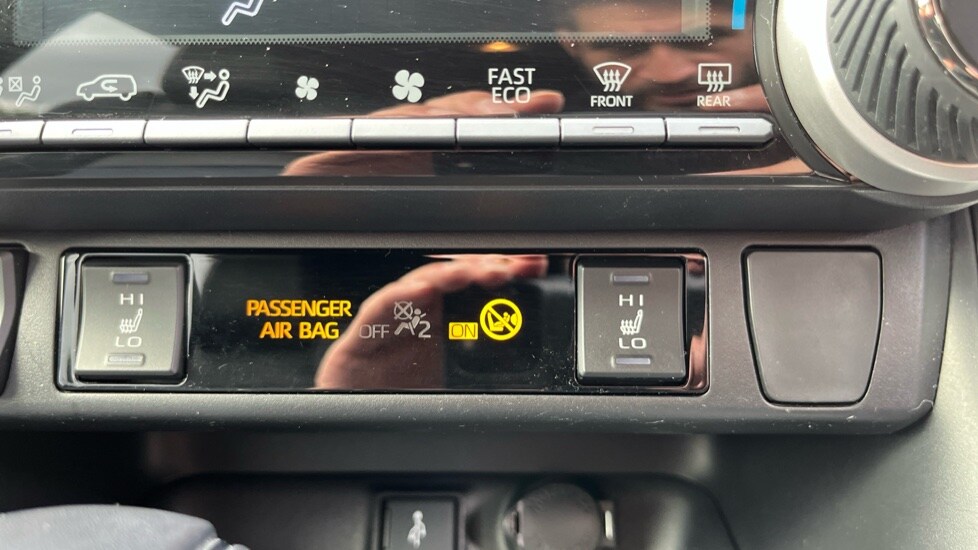 FAST
ECO
FRONT
REAR
HI
LO
PASSENGER
AIR BAG
OFF
2
ON
HI
LO